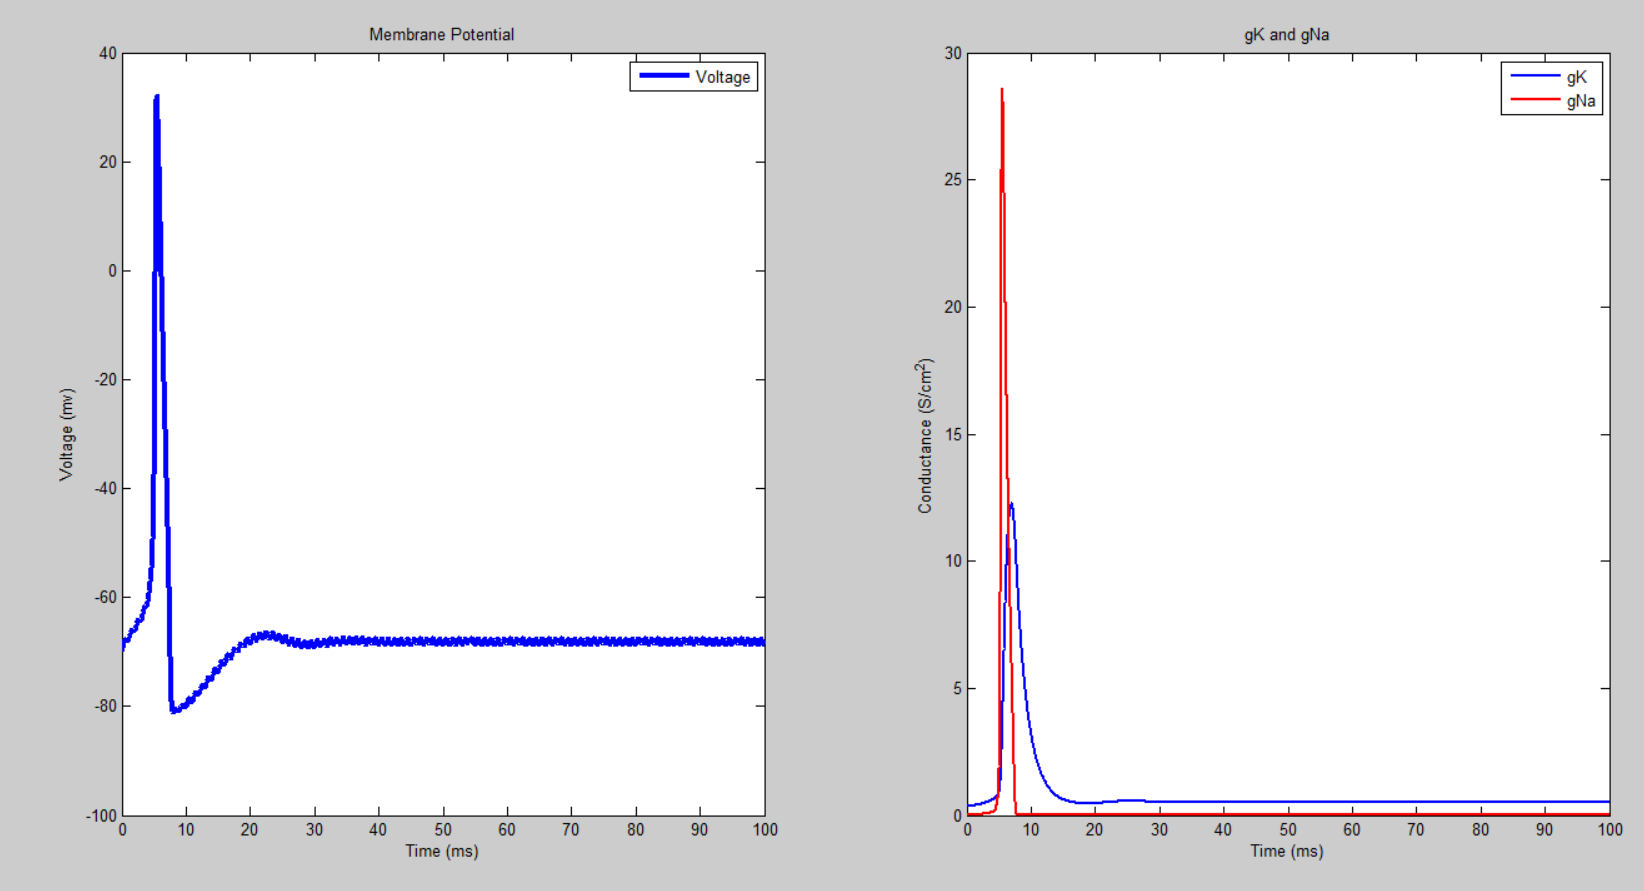 Membrane Potential
Voltage
40
20
0
-20
-40
-60
-80
-100
Voltage (mv)
0 10 20 30 40 50 60 70 80 90 100
Time (ms)
gK and gNa
gK
gNa
30
25
20
15
10
5
0
Conductance (S/cm²)
0 10 20 30 40 50 60 70 80 90 100
Time (ms)